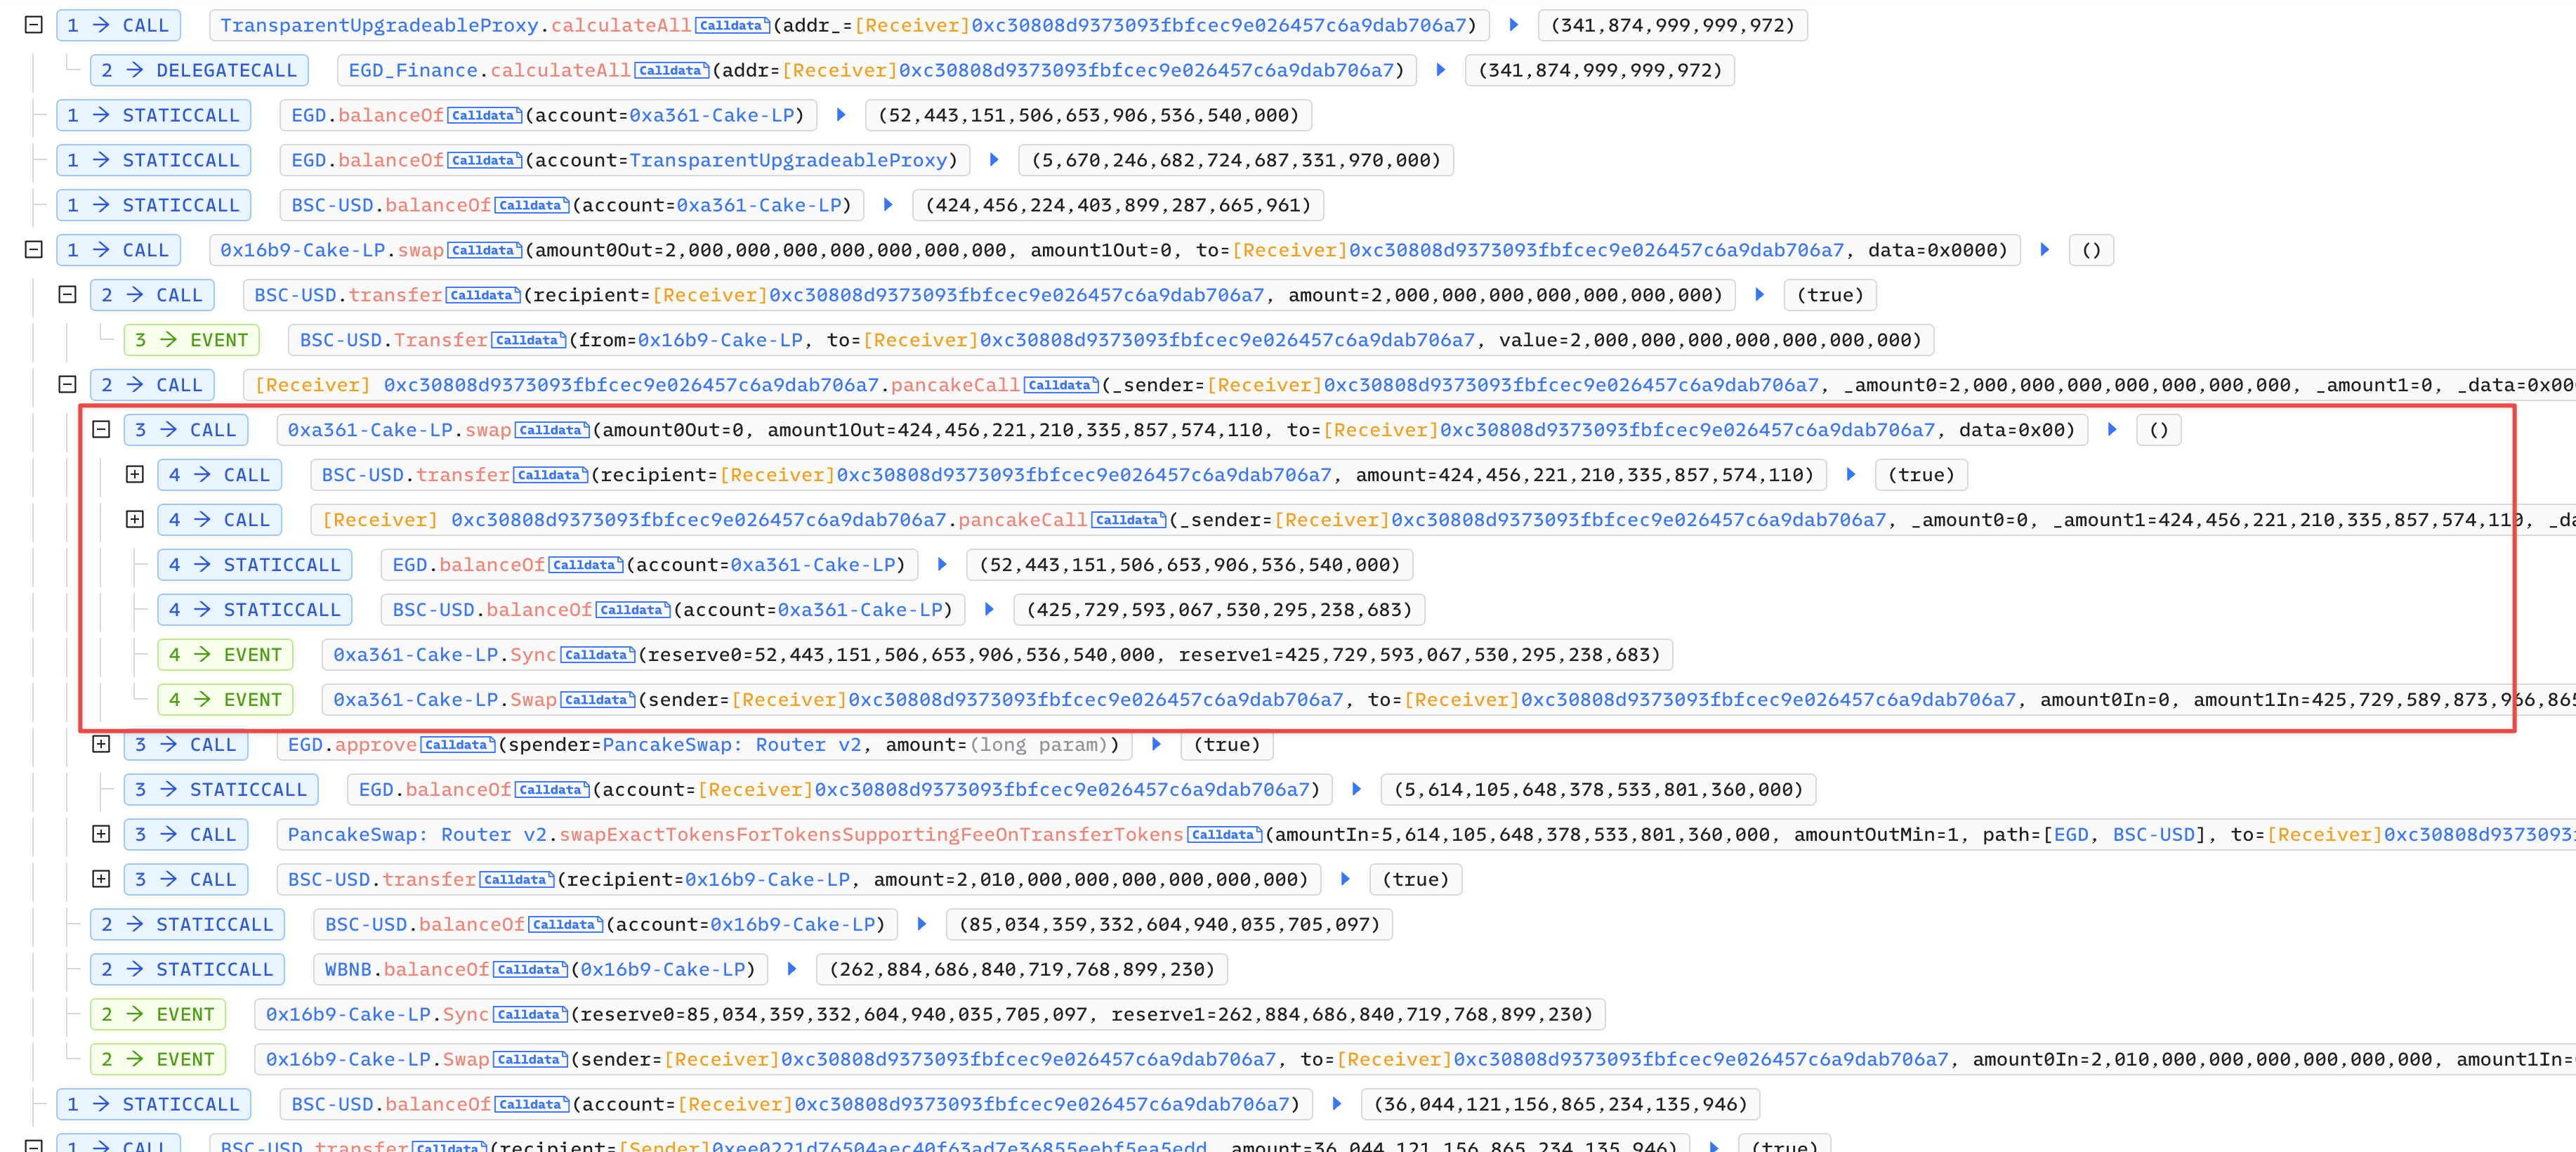 1 → CALL TransparentUpgradeableProxy.calculateAll Calldata (addr_=[Receiver]0xc30808d9373093fbfcec9e026457c6a9dab706a7) (341,874,999,999,972)
2 → DELEGATECALL EGD_Finance.calculateAll Calldata (addr=[Receiver]0xc30808d9373093fbfcec9e026457c6a9dab706a7) (341,874,999,999,972)
1 → STATICCALL EGD.balanceOf Calldata (account=0xa361-Cake-LP) (52,443,151,506,653,906,536,540,000)
1 → STATICCALL EGD.balanceOf Calldata (account=TransparentUpgradeableProxy) (5,670,246,682,724,687,331,970,000)
1 → STATICCALL BSC-USD.balanceOf Calldata (account=0xa361-Cake-LP) (424,456,224,403,899,287,665,961)
1 → CALL 0x16b9-Cake-LP.swap Calldata (amount0Out=2,000,000,000,000,000,000,000, amount1Out=0, to=[Receiver]0xc30808d9373093fbfcec9e026457c6a9dab706a7, data=0x0000) ()
2 → CALL BSC-USD.transfer Calldata (recipient=[Receiver]0xc30808d9373093fbfcec9e026457c6a9dab706a7, amount=2,000,000,000,000,000,000,000) (true)
3 → EVENT BSC-USD.Transfer Calldata (from=0x16b9-Cake-LP, to=[Receiver]0xc30808d9373093fbfcec9e026457c6a9dab706a7, value=2,000,000,000,000,000,000,000)
2 → CALL [Receiver] 0xc30808d9373093fbfcec9e026457c6a9dab706a7.pancakeCall Calldata (_sender=[Receiver]0xc30808d9373093fbfcec9e026457c6a9dab706a7, _amount0=2,000,000,000,000,000,000,000, _amount1=0, _data=0x00
3 → CALL 0xa361-Cake-LP.swap Calldata (amount0Out=0, amount1Out=424,456,221,210,335,857,574,110, to=[Receiver]0xc30808d9373093fbfcec9e026457c6a9dab706a7, data=0x00) ()
4 → CALL BSC-USD.transfer Calldata (recipient=[Receiver]0xc30808d9373093fbfcec9e026457c6a9dab706a7, amount=424,456,221,210,335,857,574,110) (true)
4 → CALL [Receiver] 0xc30808d9373093fbfcec9e026457c6a9dab706a7.pancakeCall Calldata (_sender=[Receiver]0xc30808d9373093fbfcec9e026457c6a9dab706a7, _amount0=0, _amount1=424,456,221,210,335,857,574,110, _da
4 → STATICCALL EGD.balanceOf Calldata (account=0xa361-Cake-LP) (52,443,151,506,653,906,536,540,000)
4 → STATICCALL BSC-USD.balanceOf Calldata (account=0xa361-Cake-LP) (425,729,593,067,530,295,238,683)
4 → EVENT 0xa361-Cake-LP.Sync Calldata (reserve0=52,443,151,506,653,906,536,540,000, reserve1=425,729,593,067,530,295,238,683)
4 → EVENT 0xa361-Cake-LP.Swap Calldata (sender=[Receiver]0xc30808d9373093fbfcec9e026457c6a9dab706a7, to=[Receiver]0xc30808d9373093fbfcec9e026457c6a9dab706a7, amount0In=0, amount1In=425,729,589,873,966,865
3 → CALL EGD.approve Calldata (spender=PancakeSwap: Router v2, amount=(long param)) (true)
3 → STATICCALL EGD.balanceOf Calldata (account=[Receiver]0xc30808d9373093fbfcec9e026457c6a9dab706a7) (5,614,105,648,378,533,801,360,000)
3 → CALL PancakeSwap: Router v2.swapExactTokensForTokensSupportingFeeOnTransferTokens Calldata (amountIn=5,614,105,648,378,533,801,360,000, amountOutMin=1, path=[EGD, BSC-USD], to=[Receiver]0xc30808d9373093
3 → CALL BSC-USD.transfer Calldata (recipient=0x16b9-Cake-LP, amount=2,010,000,000,000,000,000,000) (true)
2 → STATICCALL BSC-USD.balanceOf Calldata (account=0x16b9-Cake-LP) (85,034,359,332,604,940,035,705,097)
2 → STATICCALL WBNB.balanceOf Calldata (0x16b9-Cake-LP) (262,884,686,840,719,768,899,230)
2 → EVENT 0x16b9-Cake-LP.Sync Calldata (reserve0=85,034,359,332,604,940,035,705,097, reserve1=262,884,686,840,719,768,899,230)
2 → EVENT 0x16b9-Cake-LP.Swap Calldata (sender=[Receiver]0xc30808d9373093fbfcec9e026457c6a9dab706a7, to=[Receiver]0xc30808d9373093fbfcec9e026457c6a9dab706a7, amount0In=2,010,000,000,000,000,000,000, amount1In=
1 → STATICCALL BSC-USD.balanceOf Calldata (account=[Receiver]0xc30808d9373093fbfcec9e026457c6a9dab706a7) (36,044,121,156,865,234,135,946)
1 → CALL BSC-USD.transfer Calldata (recipient=[Sender]0xee0221d76504aec40f63ad7e36855eebf5ea5edd, amount=36,044,121,156,865,234,135,946) (true)